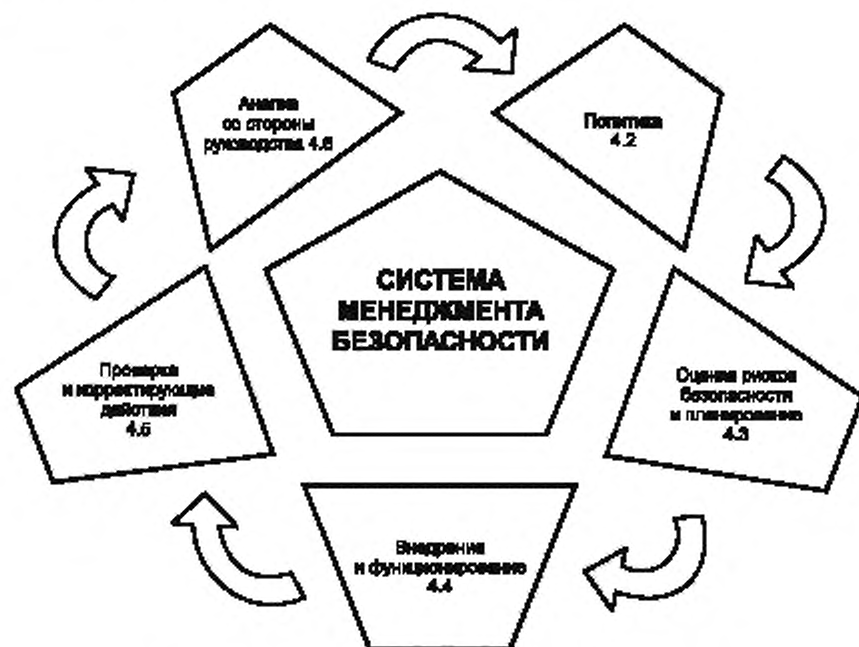 Анализ
со стороны
руководства 4.6
Политика
4.2
СИСТЕМА
МЕНЕДЖМЕНТА
БЕЗОПАСНОСТИ
Проверка
и корректирующие
действия
4.5
Оценка рисков
безопасности
и планирование
4.3
Внедрение
и функционирование
4.4